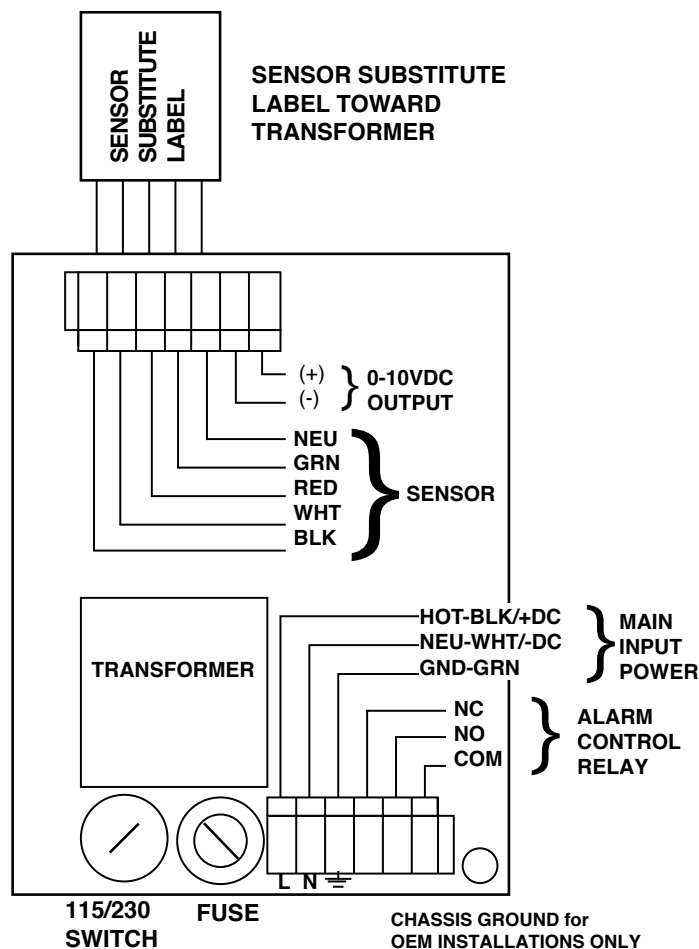 SENSOR
SUBSTITUTE
LABEL
SENSOR SUBSTITUTE
LABEL TOWARD
TRANSFORMER
(+)
(-)
0-10VDC
OUTPUT
NEU
GRN
RED
WHT
BLK
SENSOR
TRANSFORMER
HOT-BLK/+DC
NEU-WHT/-DC
GND-GRN
MAIN
INPUT
POWER
NC
NO
COM
ALARM
CONTROL
RELAY
L N
115/230
SWITCH
FUSE
CHASSIS GROUND for
OEM INSTALLATIONS ONLY